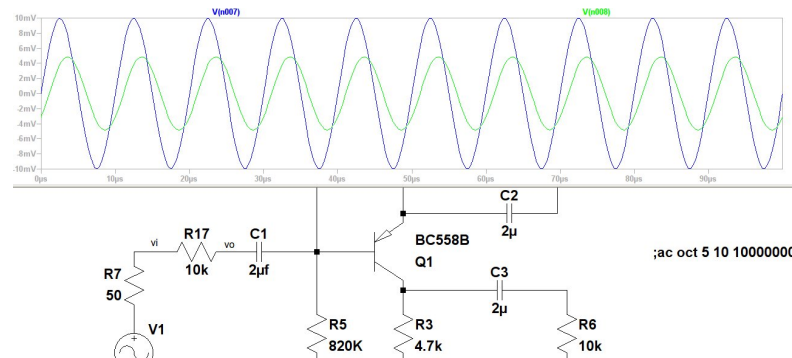 V(n007) V(n008)
10mV
8mV
6mV
4mV
2mV
0mV
-2mV
-4mV
-6mV
-8mV
-10mV
0µs 10µs 20µs 30µs 40µs 50µs 60µs 70µs 80µs 90µs
C2
2µ
R17
vi vo
C1
10k
2µf
BC558B
Q1
;ac oct 5 10 10000000
R7
50
C3
2µ
V1
R5
820K
R3
4.7k
R6
10k
+